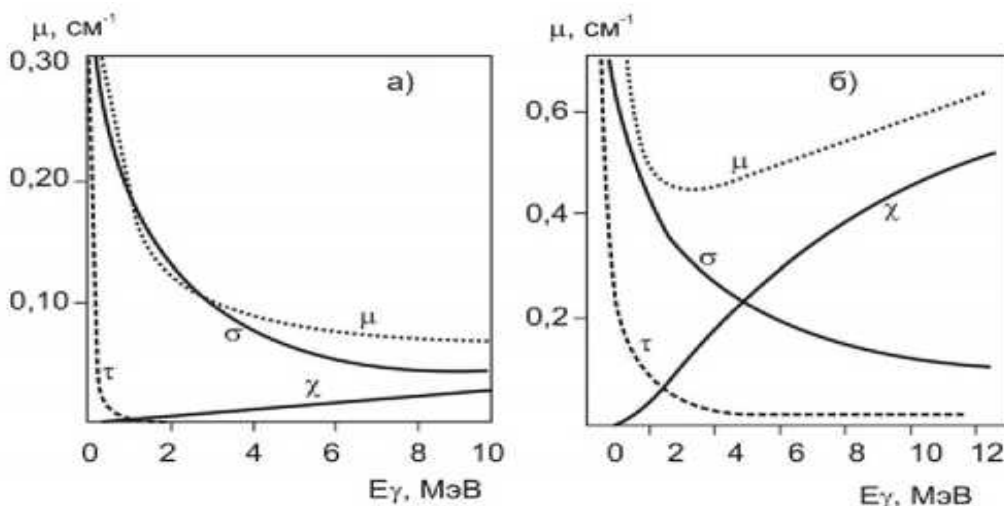 μ, см⁻¹
0,30
0,20
0,10
а)
μ
σ
τ
χ
0 2 4 6 8 10
Eγ, МэВ
μ, см⁻¹
0,6
0,4
0,2
б)
μ
χ
σ
τ
0 2 4 6 8 10 12
Eγ, МэВ